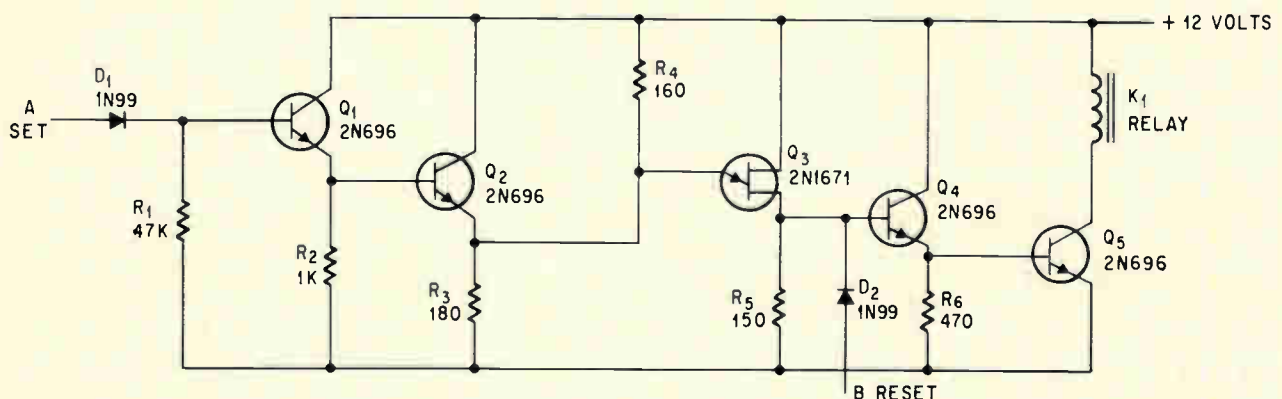 + 12 VOLTS
A
SET
D1
1N99
R1
47K
Q1
2N696
R2
1K
Q2
2N696
R3
180
R4
160
Q3
2N1671
R5
150
D2
1N99
B RESET
Q4
2N696
R6
470
K1
RELAY
Q5
2N696